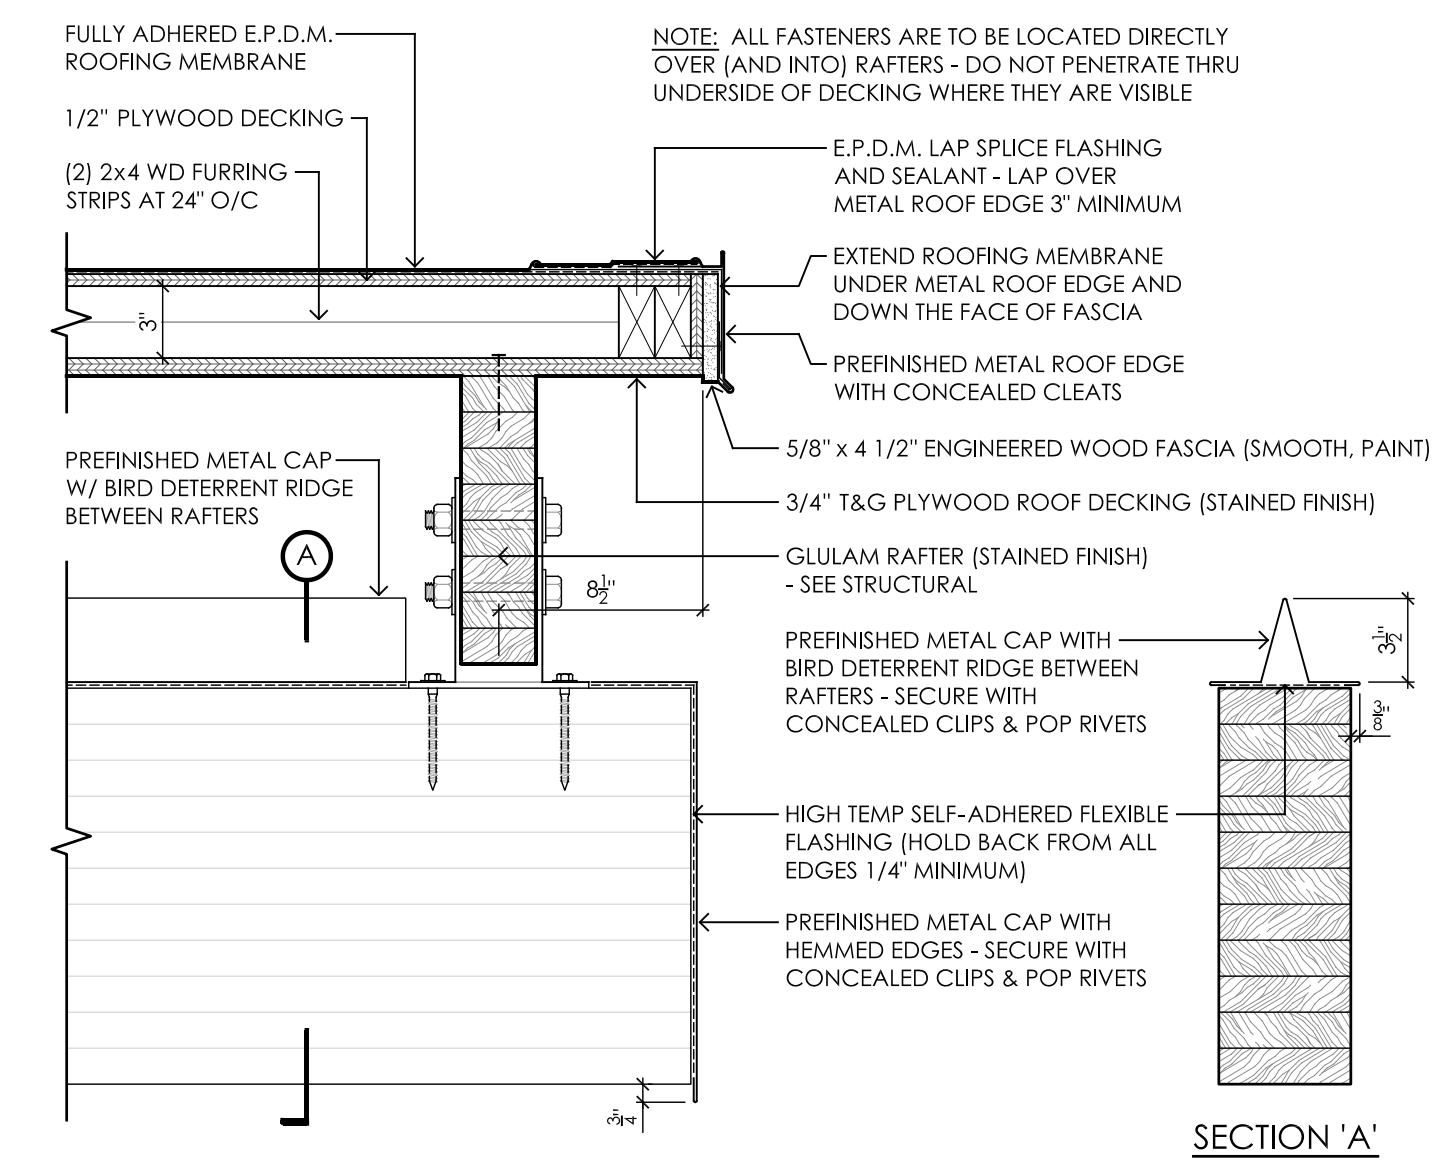 FULLY ADHERED E.P.D.M.
ROOFING MEMBRANE
1/2" PLYWOOD DECKING
(2) 2x4 WD FURRING
STRIPS AT 24" O/C
NOTE: ALL FASTENERS ARE TO BE LOCATED DIRECTLY
OVER (AND INTO) RAFTERS - DO NOT PENETRATE THRU
UNDERSIDE OF DECKING WHERE THEY ARE VISIBLE
E.P.D.M. LAP SPLICE FLASHING
AND SEALANT - LAP OVER
METAL ROOF EDGE 3" MINIMUM
EXTEND ROOFING MEMBRANE
UNDER METAL ROOF EDGE AND
DOWN THE FACE OF FASCIA
3"
PREFINISHED METAL ROOF EDGE
WITH CONCEALED CLEATS
5/8" x 4 1/2" ENGINEERED WOOD FASCIA (SMOOTH, PAINT)
PREFINISHED METAL CAP
W/ BIRD DETERRENT RIDGE
BETWEEN RAFTERS
3/4" T&G PLYWOOD ROOF DECKING (STAINED FINISH)
A
GLULAM RAFTER (STAINED FINISH)
- SEE STRUCTURAL
8 1/2"
PREFINISHED METAL CAP WITH
BIRD DETERRENT RIDGE BETWEEN
RAFTERS - SECURE WITH
CONCEALED CLIPS & POP RIVETS
3 1/2"
3/8"
HIGH TEMP SELF-ADHERED FLEXIBLE
FLASHING (HOLD BACK FROM ALL
EDGES 1/4" MINIMUM)
PREFINISHED METAL CAP WITH
HEMMED EDGES - SECURE WITH
CONCEALED CLIPS & POP RIVETS
3/4"
SECTION 'A'